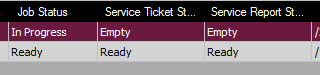 Job Status Service Ticket St... Service Report St...
In Progress Empty Empty /
Ready Ready Ready /